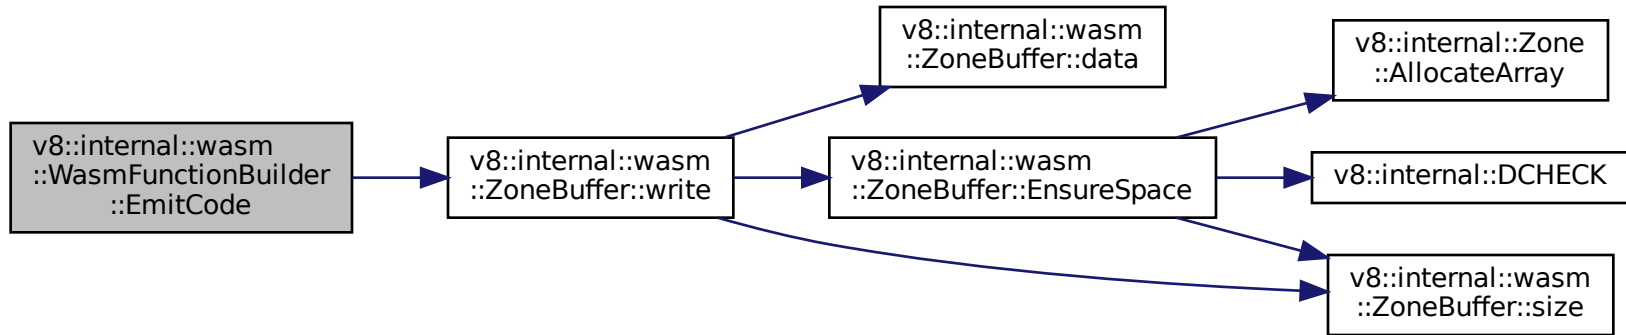 v8::internal::wasm
::WasmFunctionBuilder
::EmitCode
v8::internal::wasm
::ZoneBuffer::write
v8::internal::wasm
::ZoneBuffer::data
v8::internal::wasm
::ZoneBuffer::EnsureSpace
v8::internal::Zone
::AllocateArray
v8::internal::DCHECK
v8::internal::wasm
::ZoneBuffer::size